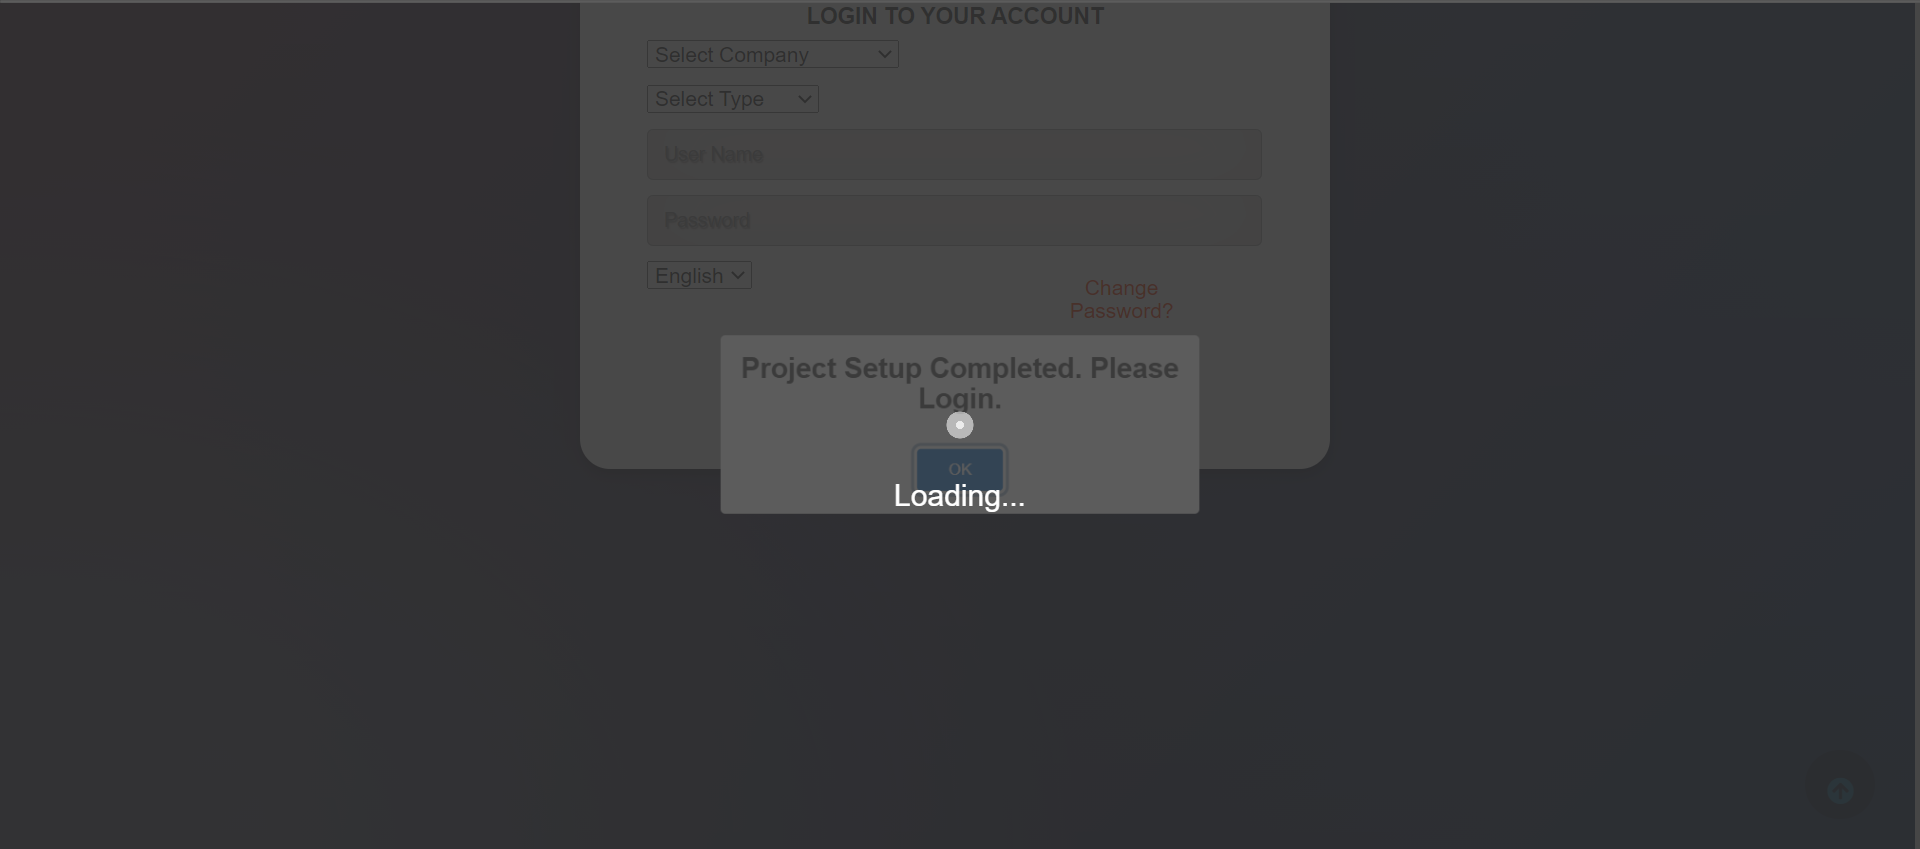 LOGIN TO YOUR ACCOUNT
Select Company
Select Type
User Name
Password
English
Change
Password?
Project Setup Completed. Please
Login.
OK
Loading...